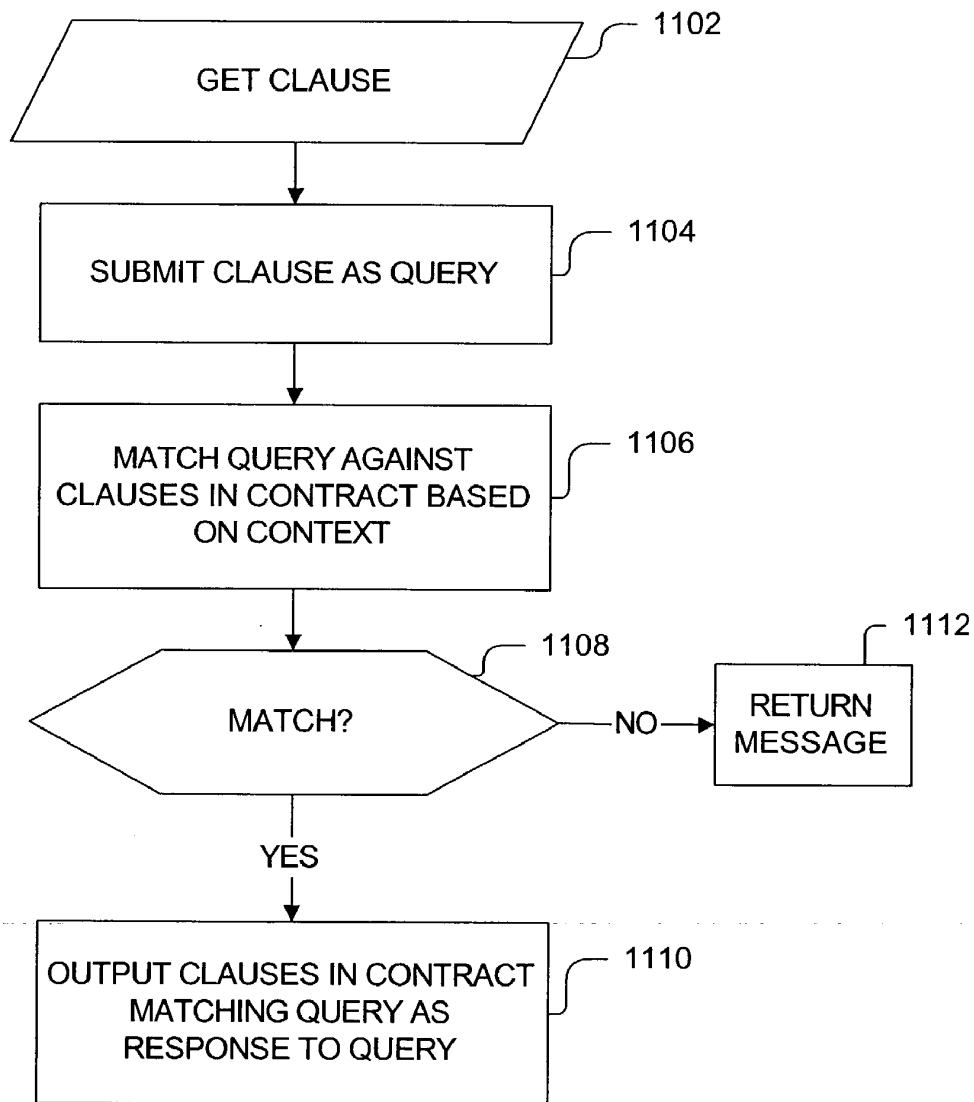 1102
GET CLAUSE
1104
SUBMIT CLAUSE AS QUERY
1106
MATCH QUERY AGAINST
CLAUSES IN CONTRACT BASED
ON CONTEXT
1108
MATCH?
NO
1112
RETURN
MESSAGE
YES
1110
OUTPUT CLAUSES IN CONTRACT
MATCHING QUERY AS
RESPONSE TO QUERY